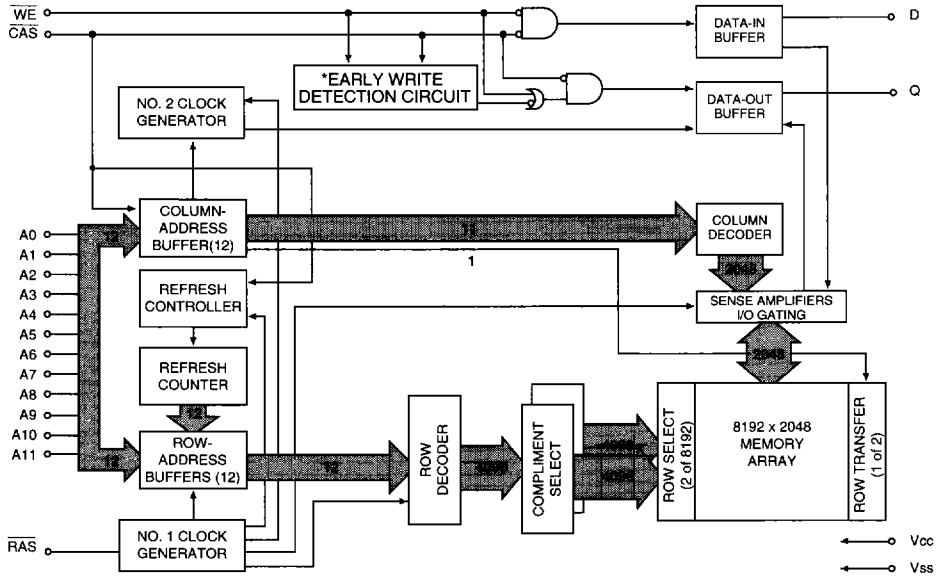 WE
CAS
D
Q
DATA-IN
BUFFER
*EARLY WRITE
DETECTION CIRCUIT
DATA-OUT
BUFFER
NO. 2 CLOCK
GENERATOR
COLUMN-
ADDRESS
BUFFER(12)
12
11
1
COLUMN
DECODER
2048
SENSE AMPLIFIERS
I/O GATING
2048
A0
A1
A2
A3
A4
A5
A6
A7
A8
A9
A10
A11
REFRESH
CONTROLLER
REFRESH
COUNTER
12
ROW-
ADDRESS
BUFFERS (12)
12
12
ROW
DECODER
4096
COMPLIMENT
SELECT
4096
4096
ROW SELECT
(2 of 8192)
8192 x 2048
MEMORY
ARRAY
ROW TRANSFER
(1 of 2)
RAS
NO. 1 CLOCK
GENERATOR
Vcc
Vss